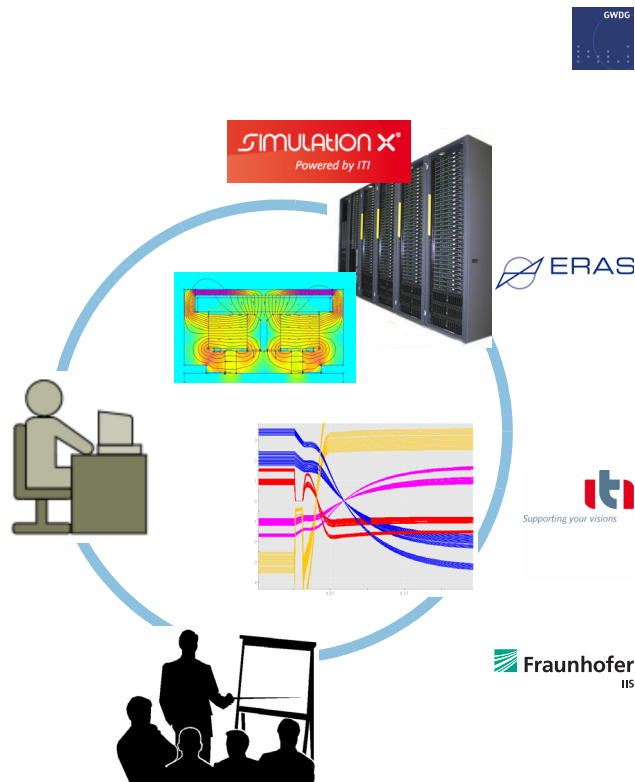 GWDG
SIMULATION X®
Powered by ITI
ERAS
iti
Supporting your visions
Fraunhofer
IIS